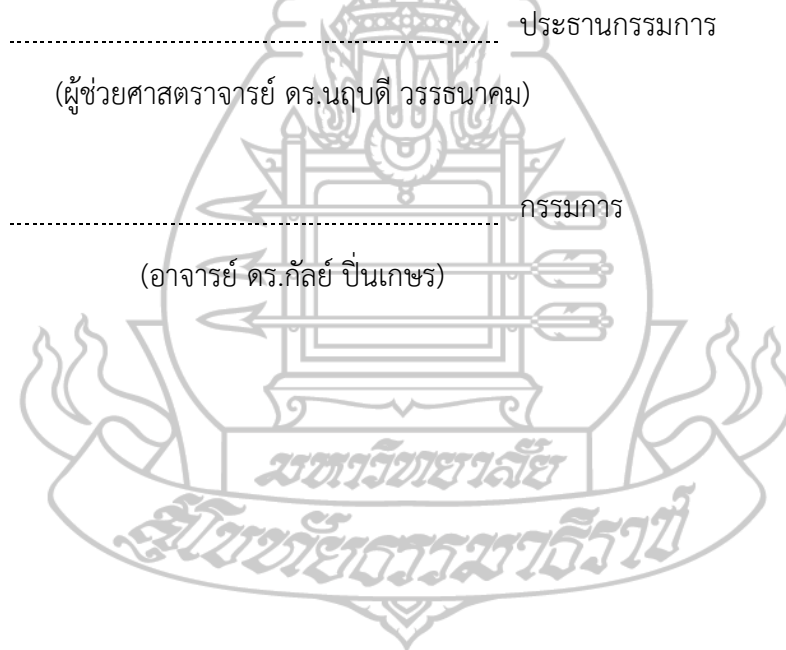 ประธานกรรมการ
(ผู้ช่วยศาสตราจารย์ ดร.นฤบดี วรรธนาคม)
กรรมการ
(อาจารย์ ดร.กัลย์ ปิ่นเกษร)
มหาวิทยาลัย
สุโขทัยธรรมาธิราช